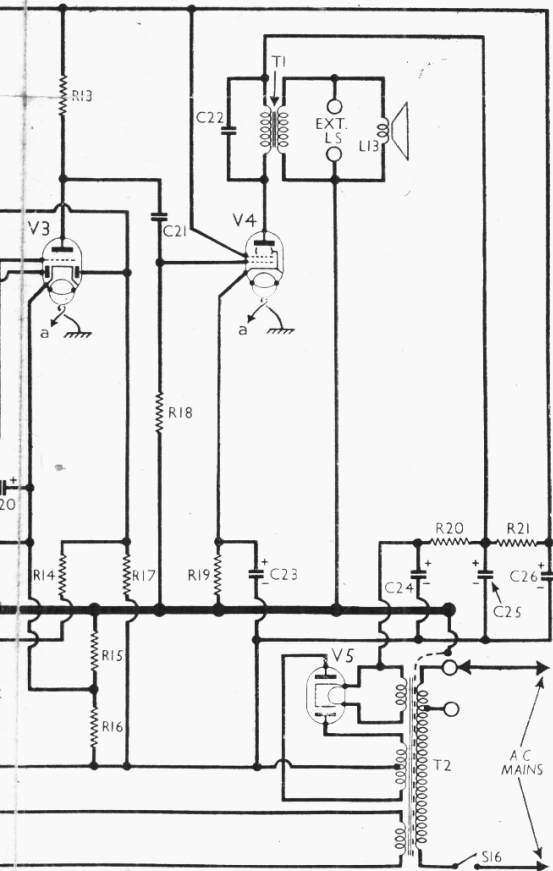 R13
T1
C22
EXT.
LS
L13
V3
C21
V4
a
a
R18
20
R20
R21
R14
R17
R19
C23
C24
C25
C26
R15
V5
R16
T2
A C
MAINS
S16